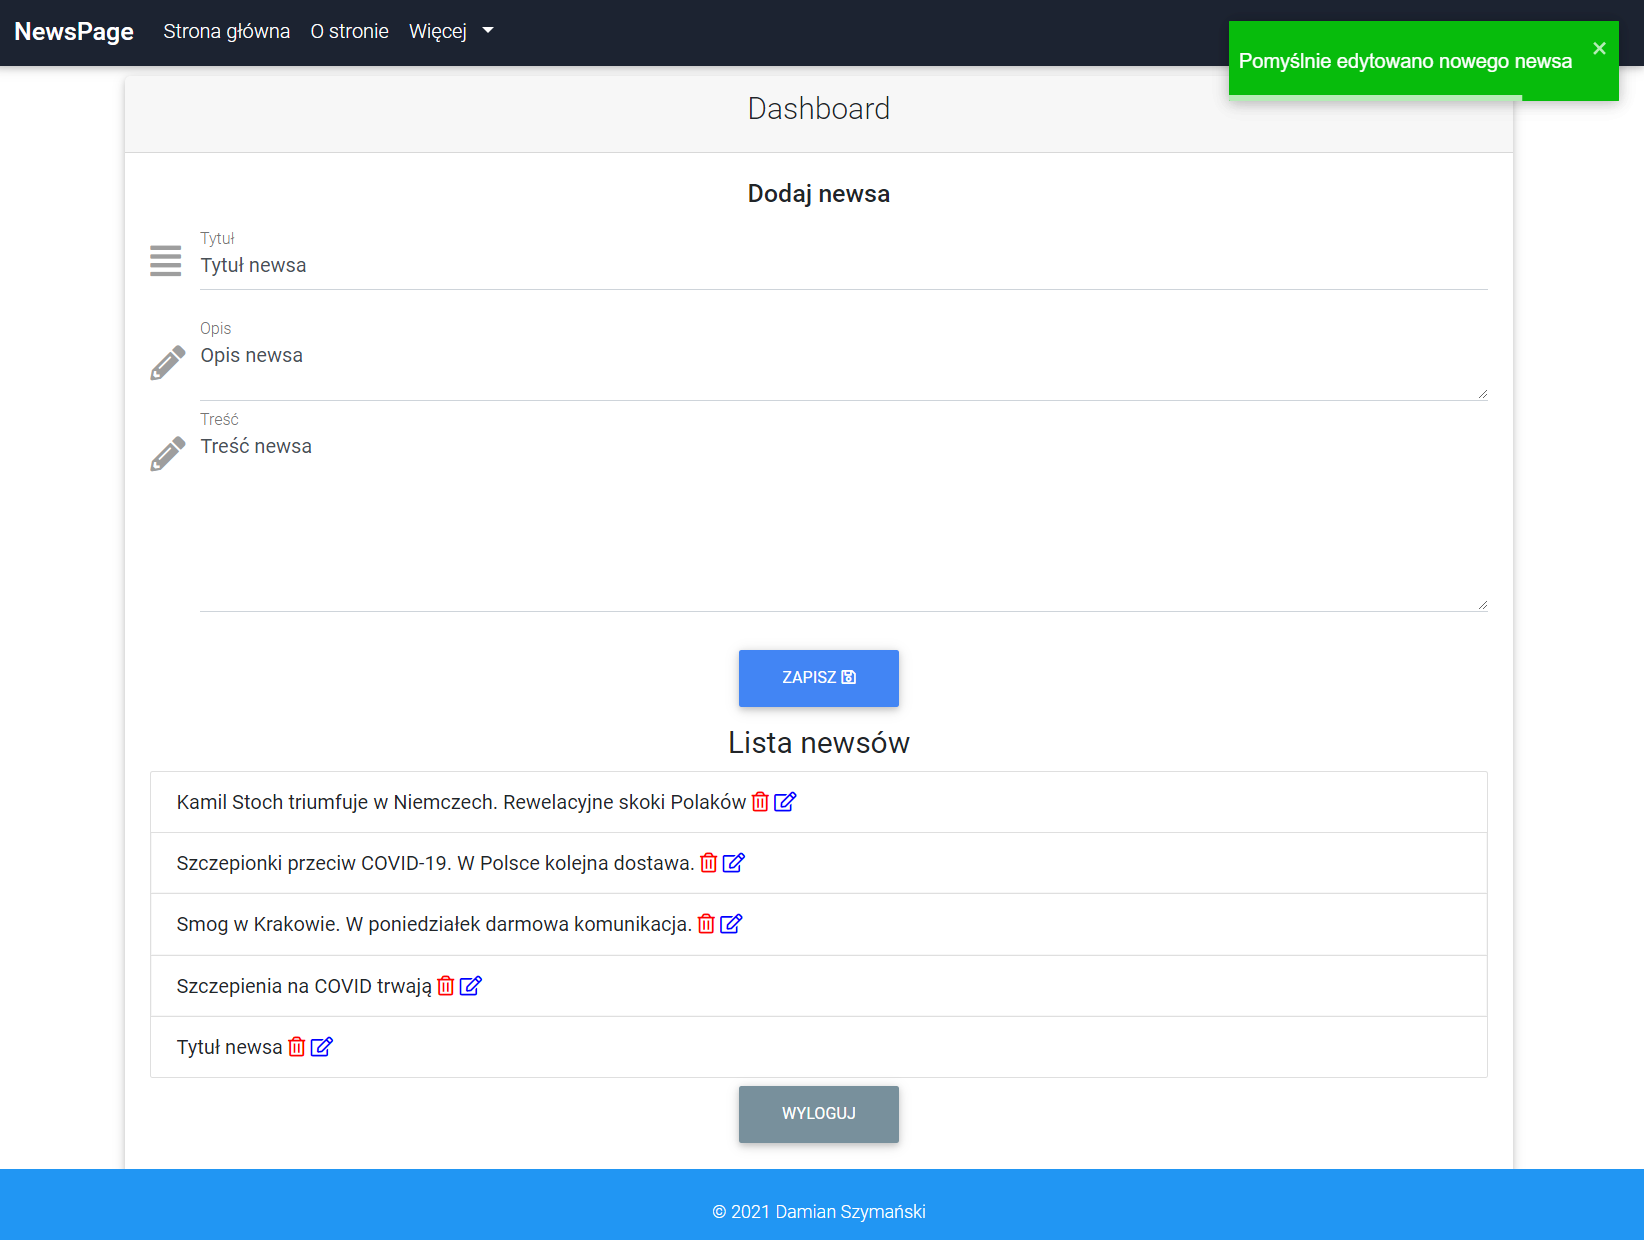 NewsPage Strona główna O stronie Więcej
Pomyślnie edytowano nowego newsa
Dashboard
Dodaj newsa
Tytuł
Tytuł newsa
Opis
Opis newsa
Treść
Treść newsa
ZAPISZ
Lista newsów
Kamil Stoch triumfuje w Niemczech. Rewelacyjne skoki Polaków
Szczepionki przeciw COVID-19. W Polsce kolejna dostawa.
Smog w Krakowie. W poniedziałek darmowa komunikacja.
Szczepienia na COVID trwają
Tytuł newsa
WYLOGUJ
© 2021 Damian Szymański